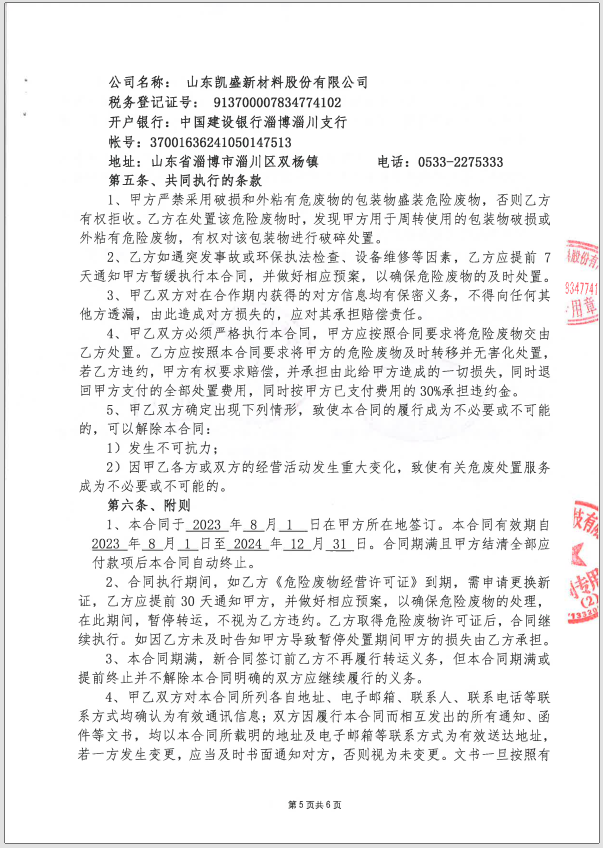 公司名称： 山东凯盛新材料股份有限公司
税务登记证号： 913700007834774102
开户银行：中国建设银行淄博淄川支行
帐号：37001636241050147513
地址：山东省淄博市淄川区双杨镇 电话：0533-2275333
第五条、共同执行的条款
1、甲方严禁采用破损和外粘有危废物的包装物盛装危险废物，否则乙方
有权拒收。乙方在处置该危险废物时，发现甲方用于周转使用的包装物破损或
外粘有危险废物，有权对该包装物进行破碎处置。
2、乙方如通突发事故或环保执法检查、设备维修等因素，乙方应提前 7
天通知甲方暂缓执行本合同，并做好相应预案，以确保危险废物的及时处置。
3、甲乙双方对在合作期内获得的对方信息均有保密义务，不得向任何其
他方透漏，由此造成对方损失的，应对其承担赔偿责任。
4、甲乙双方必须严格执行本合同，甲方应按照合同要求将危险废物交由
乙方处置。乙方应按照本合同要求将甲方的危险废物及时转移并无害化处置，
若乙方违约，甲方有权要求赔偿，并承担由此给甲方造成的一切损失，同时退
回甲方支付的全部处置费用，同时按甲方已支付费用的30%承担违约金。
5、甲乙双方确定出现下列情形，致使本合同的履行成为不必要或不可能
的，可以解除本合同：
1）发生不可抗力；
2）因甲乙各方或双方的经营活动发生重大变化，致使有关危废处置服务
成为不必要或不可能的。
第六条、附则
1、本合同于 2023 年 8 月 1 日在甲方所在地签订。本合同有效期自
2023 年 8 月 1 日至 2024 年 12 月 31 日。合同期满且甲方结清全部应
付款项后本合同自动终止。
2、合同执行期间，如乙方《危险废物经营许可证》到期，需申请更换新
证，乙方应提前 30 天通知甲方，并做好相应预案，以确保危险废物的处理，
在此期间，暂停转运，不视为乙方违约。乙方取得危险废物许可证后，合同继
续执行。如因乙方未及时告知甲方导致暂停处置期间甲方的损失由乙方承担。
3、本合同期满，新合同签订前乙方不再履行转运义务，但本合同期满或
提前终止并不解除本合同明确的双方应继续履行的义务。
4、甲乙双方对本合同所列各自地址、电子邮箱、联系人、联系电话等联
系方式均确认为有效通讯信息；双方因履行本合同而相互发出的所有通知、函
件等文书，均以本合同所载明的地址及电子邮箱等联系方式为有效送达地址，
若一方发生变更，应当及时书面通知对方，否则视为未变更。文书一旦按照有
股份有
8347741
用章
技有限
专用
(2)
第 5 页共 6 页